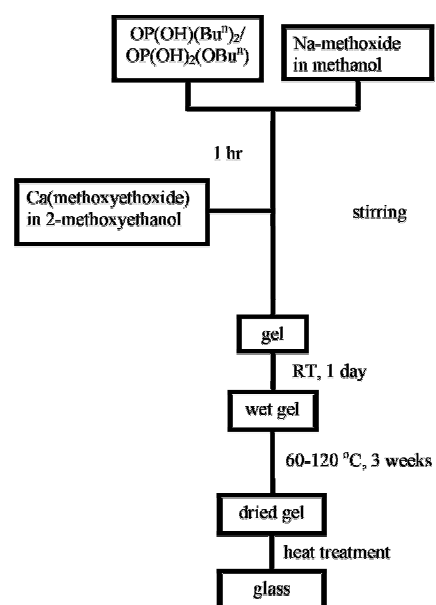 OP(OH)(Buⁿ)₂/
OP(OH)₂(OBuⁿ)
Na-methoxide
in methanol
1 hr
Ca(methoxyethoxide)
in 2-methoxyethanol
stirring
gel
RT, 1 day
wet gel
60-120 °C, 3 weeks
dried gel
heat treatment
glass